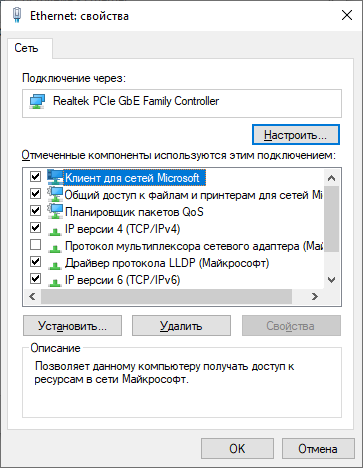 Ethernet: свойства
Сеть
Подключение через:
Realtek PCIe GbE Family Controller
Настроить...
Отмеченные компоненты используются этим подключением:
Клиент для сетей Microsoft
Общий доступ к файлам и принтерам для сетей Mi
Планировщик пакетов QoS
IP версии 4 (TCP/IPv4)
Протокол мультиплексора сетевого адаптера (Май
Драйвер протокола LLDP (Майкрософт)
IP версии 6 (TCP/IPv6)
Установить... Удалить Свойства
Описание
Позволяет данному компьютеру получать доступ к
ресурсам в сети Майкрософт.
OK Отмена